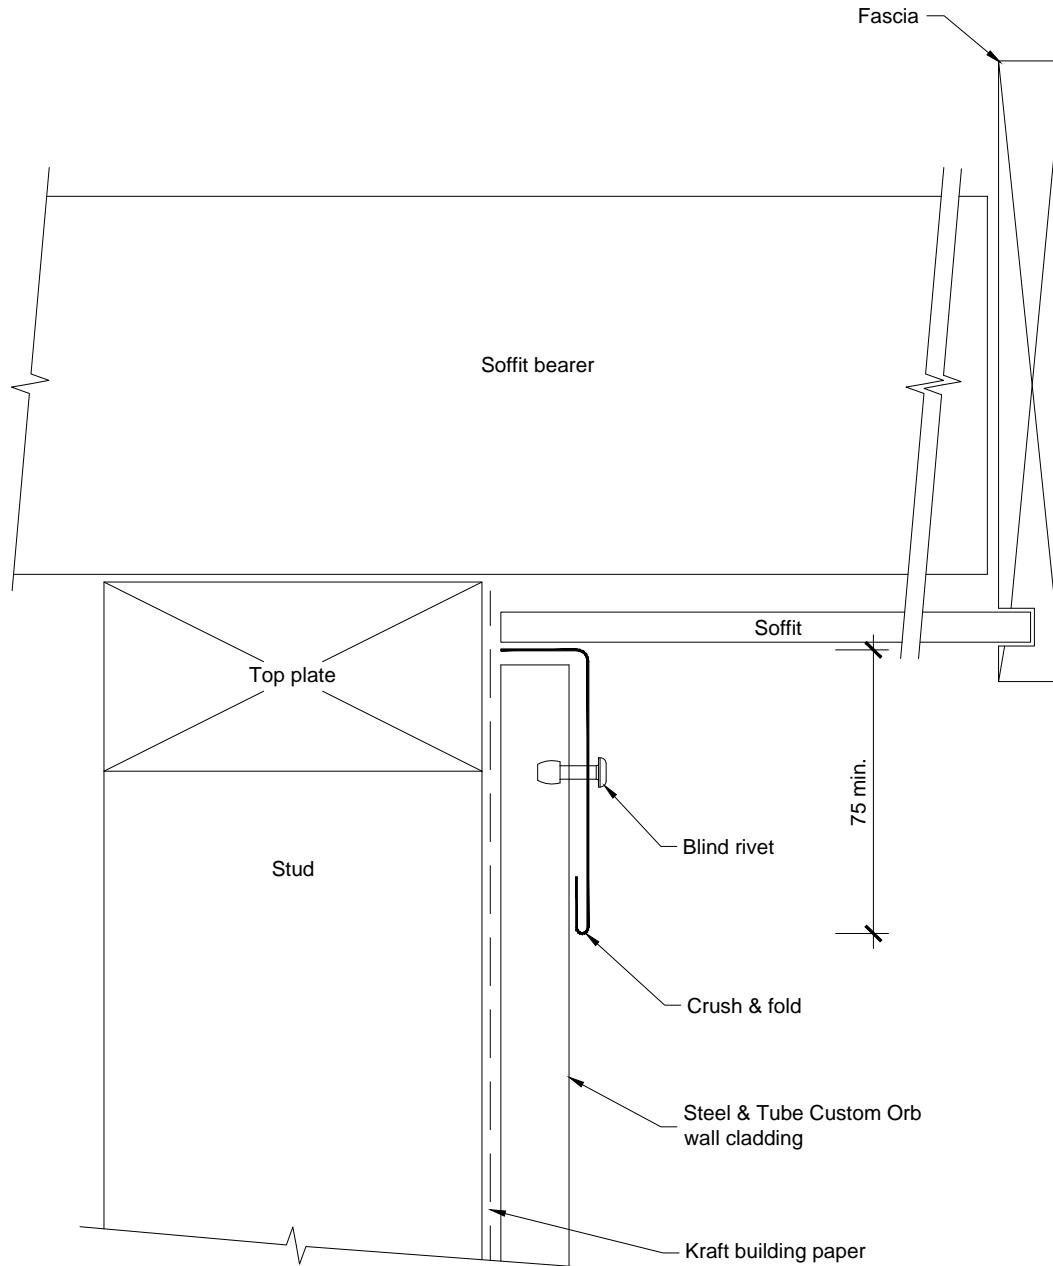 Fascia
Soffit bearer
Soffit
Top plate
75 min.
Blind rivet
Stud
Crush & fold
Steel & Tube Custom Orb
wall cladding
Kraft building paper